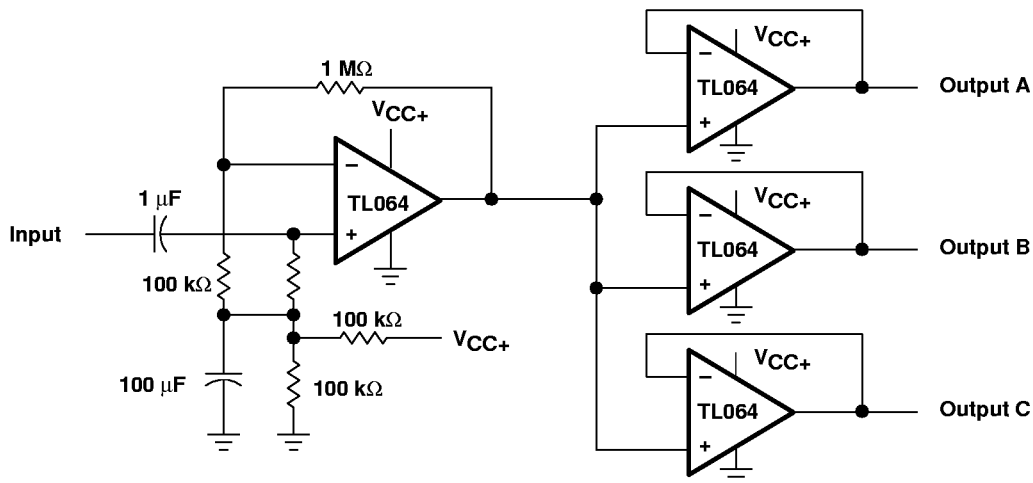 1 MΩ
VCC+
−
TL064
+
1 μF
Input
100 kΩ
100 kΩ
VCC+
100 μF
100 kΩ
VCC+
−
TL064
+
Output A
VCC+
−
TL064
+
Output B
VCC+
−
TL064
+
Output C